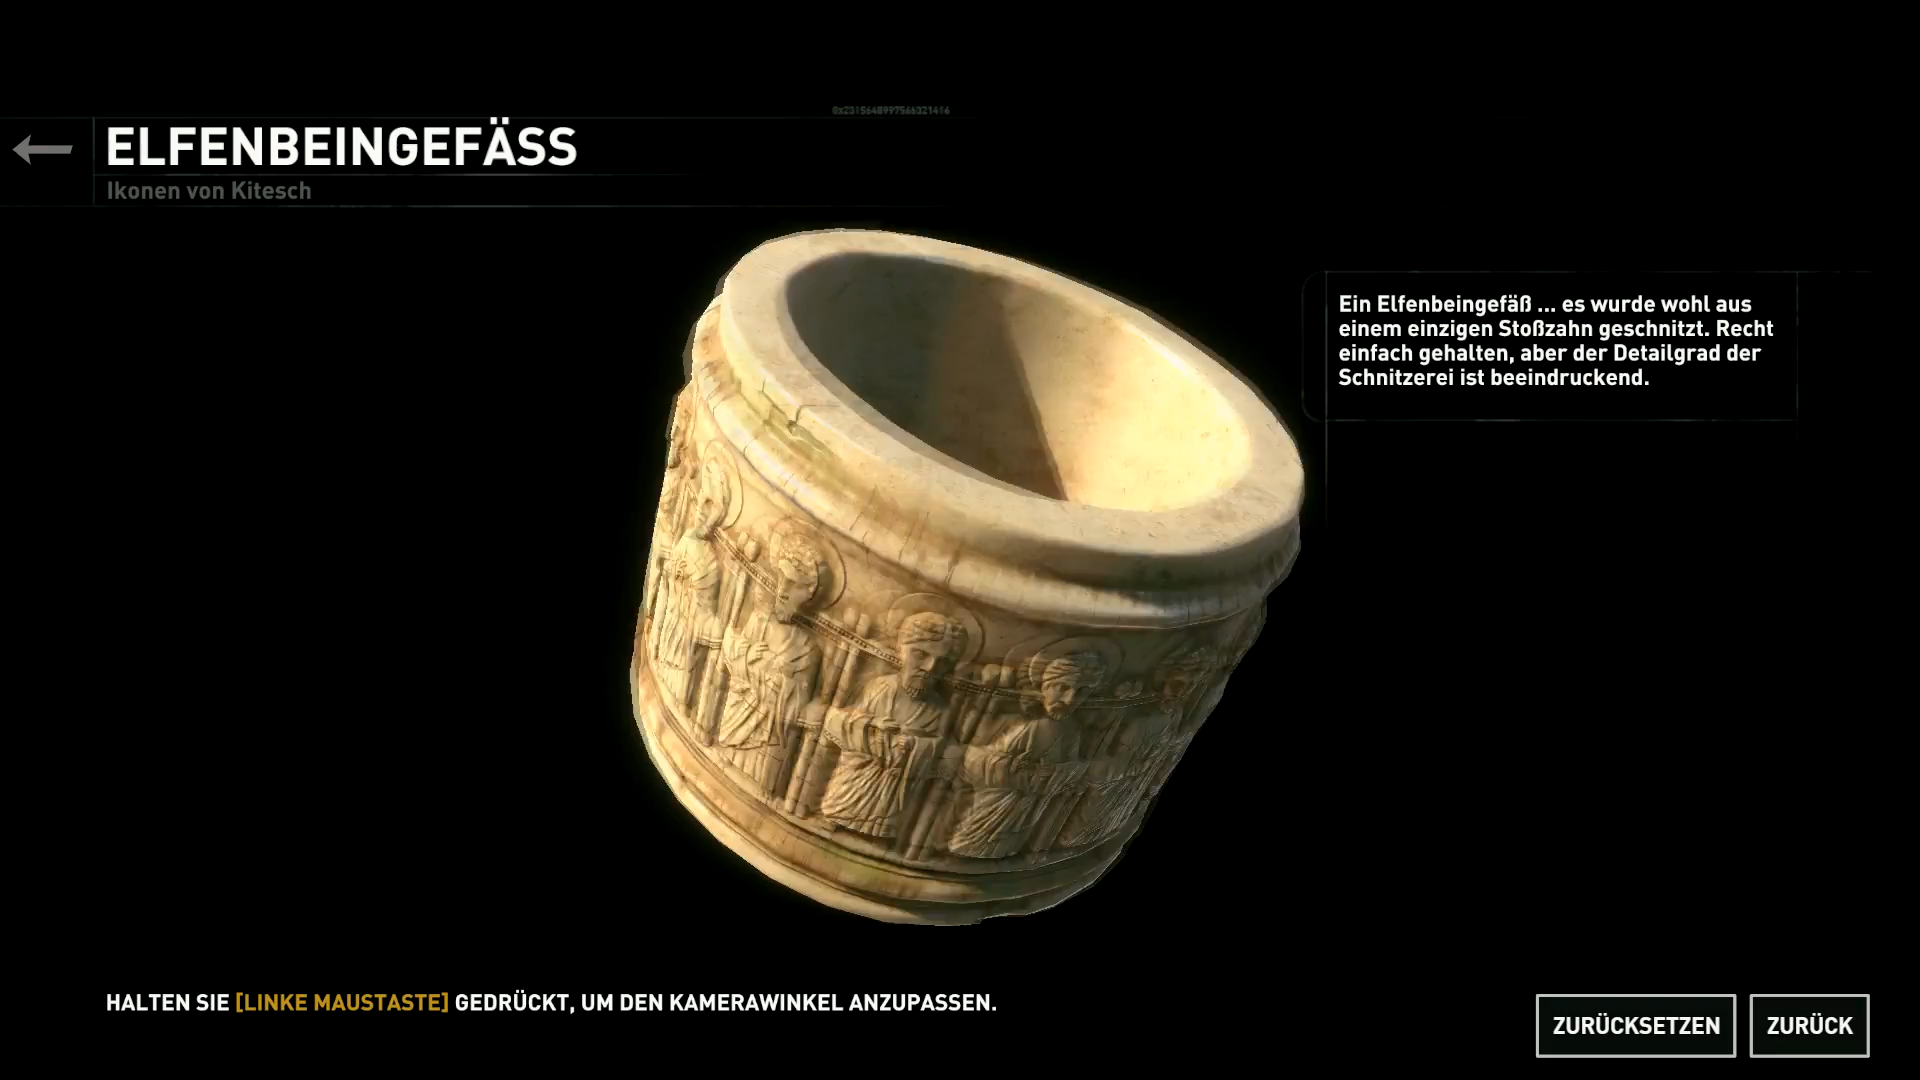 0x2315648997566321416
ELFENBEINGEFÄSS
Ikonen von Kitesch
Ein Elfenbeingefäß ... es wurde wohl aus
einem einzigen Stoßzahn geschnitzt. Recht
einfach gehalten, aber der Detailgrad der
Schnitzerei ist beeindruckend.
HALTEN SIE [LINKE MAUSTASTE] GEDRÜCKT, UM DEN KAMERAWINKEL ANZUPASSEN.
ZURÜCKSETZEN
ZURÜCK